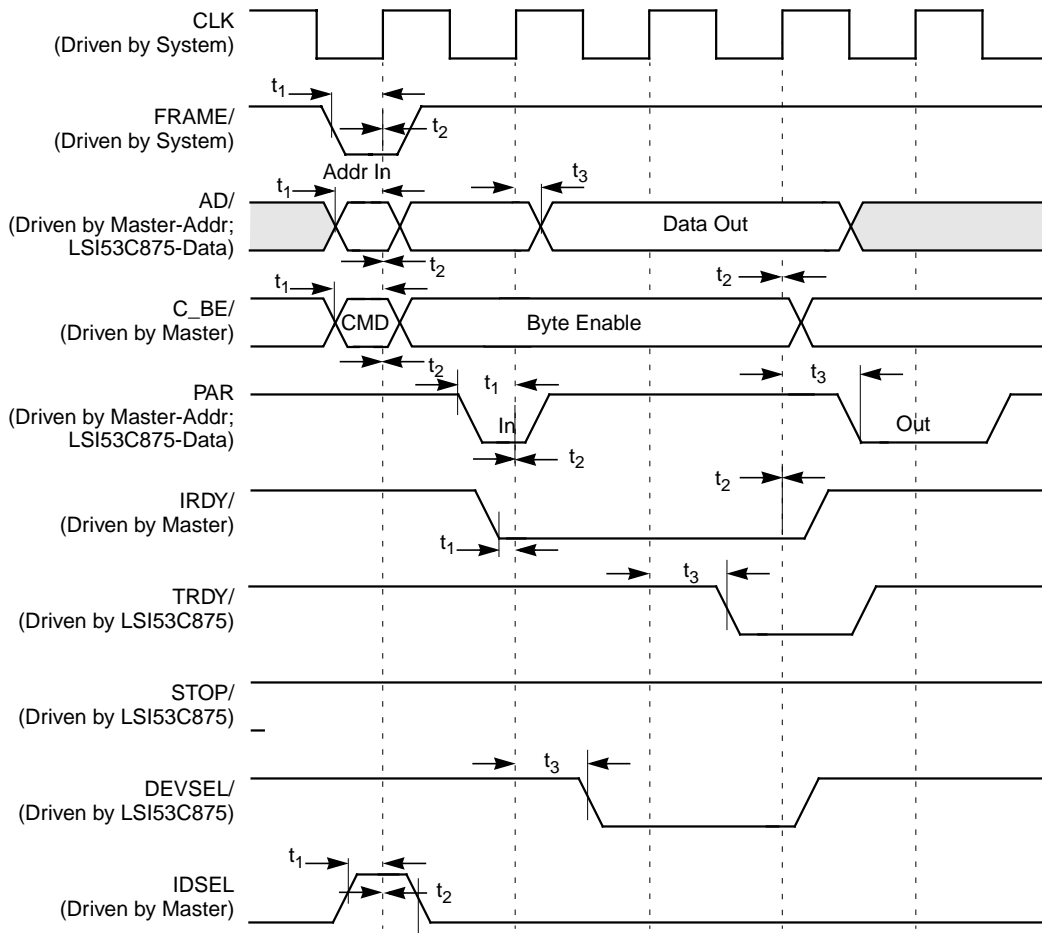 CLK
(Driven by System)
t1
FRAME/
(Driven by System)
t2
Addr In
t1
t3
AD/
(Driven by Master-Addr;
LSI53C875-Data)
Data Out
t2
t1
t2
C_BE/
(Driven by Master)
CMD
Byte Enable
t2
t1
t3
PAR
(Driven by Master-Addr;
LSI53C875-Data)
In
Out
t2
t2
IRDY/
(Driven by Master)
t1
t3
TRDY/
(Driven by LSI53C875)
STOP/
(Driven by LSI53C875)
t3
DEVSEL/
(Driven by LSI53C875)
t1
IDSEL
(Driven by Master)
t2